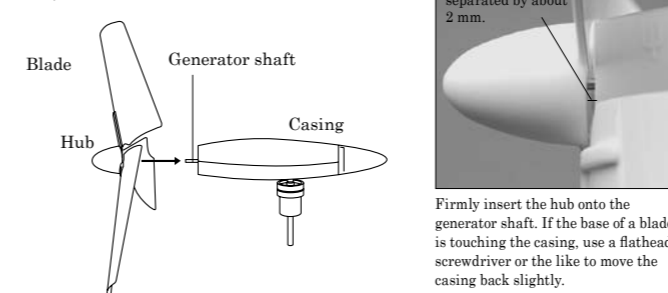 Blade
Generator shaft
Hub
Casing
separated by about
2 mm.
Firmly insert the hub onto the
generator shaft. If the base of a blade
is touching the casing, use a flathead
screwdriver or the like to move the
casing back slightly.